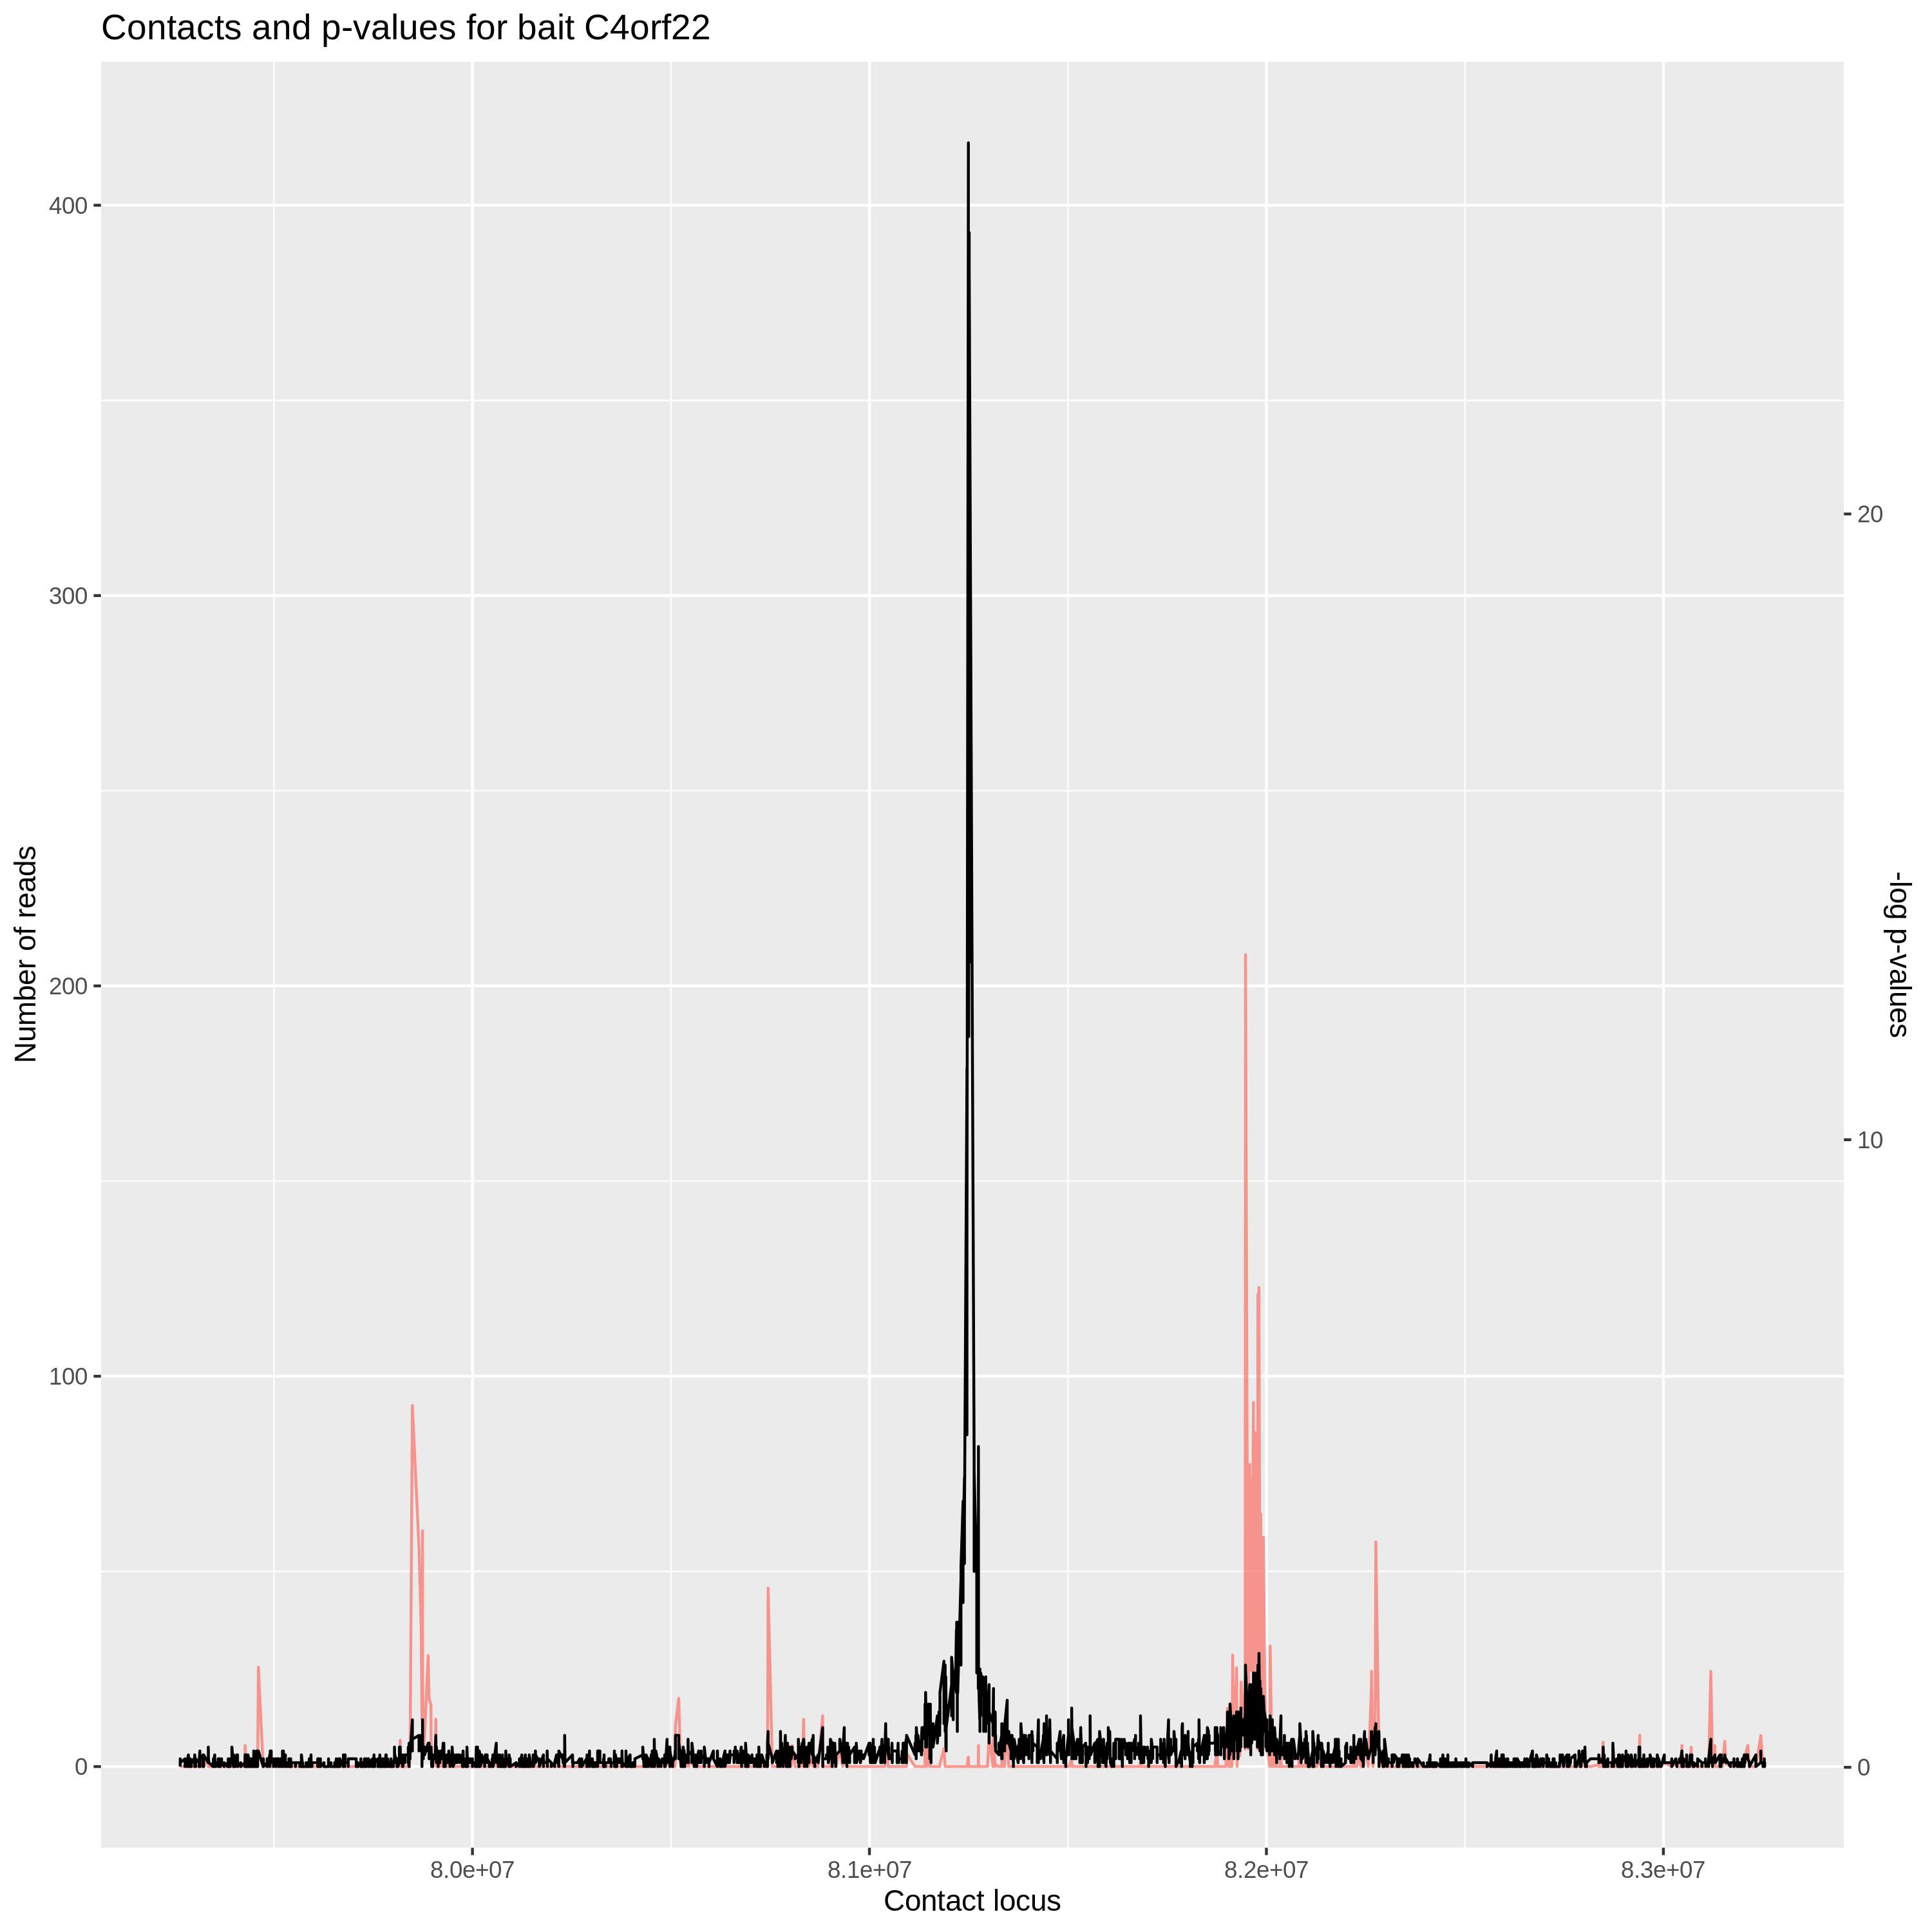 Contacts and p-values for bait C4orf22
Number of reads
400
300
200
100
0
20
10
0
-log p-values
8.0e+07
8.1e+07
8.2e+07
8.3e+07
Contact locus